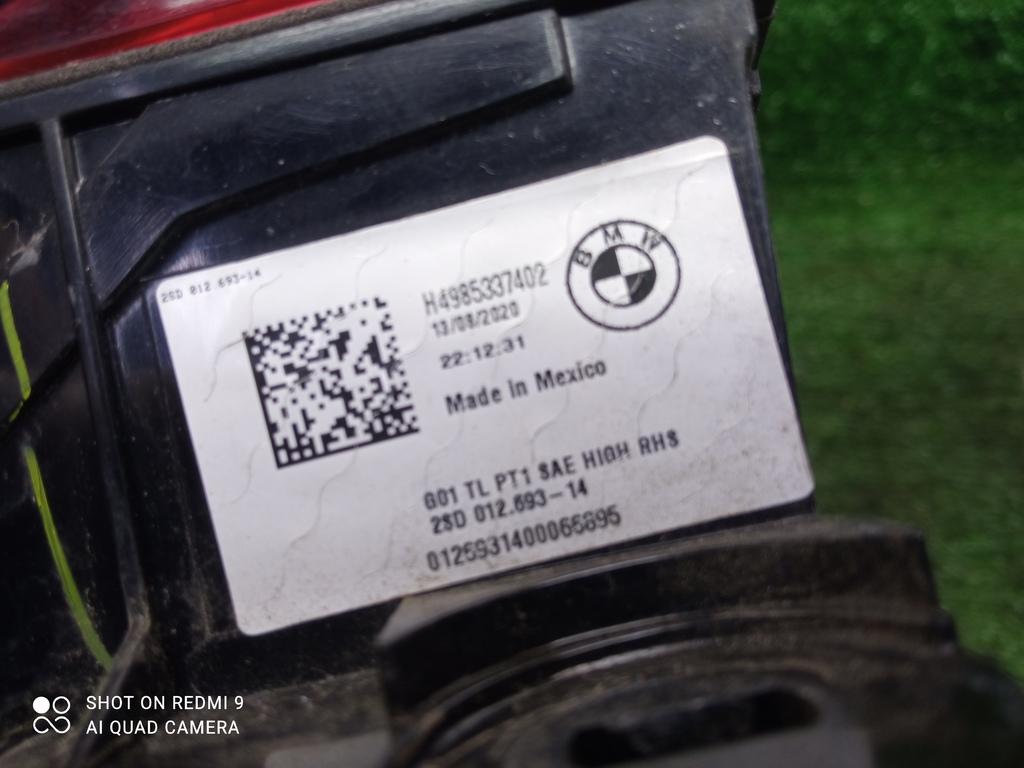 2SD 012.693-14
H4985337402
13/08/2020
22:12:31
BMW
Made in Mexico
G01 TL PT1 SAE HIGH RHS
2SD 012.693-14
0126931400066895
SHOT ON REDMI 9
AI QUAD CAMERA